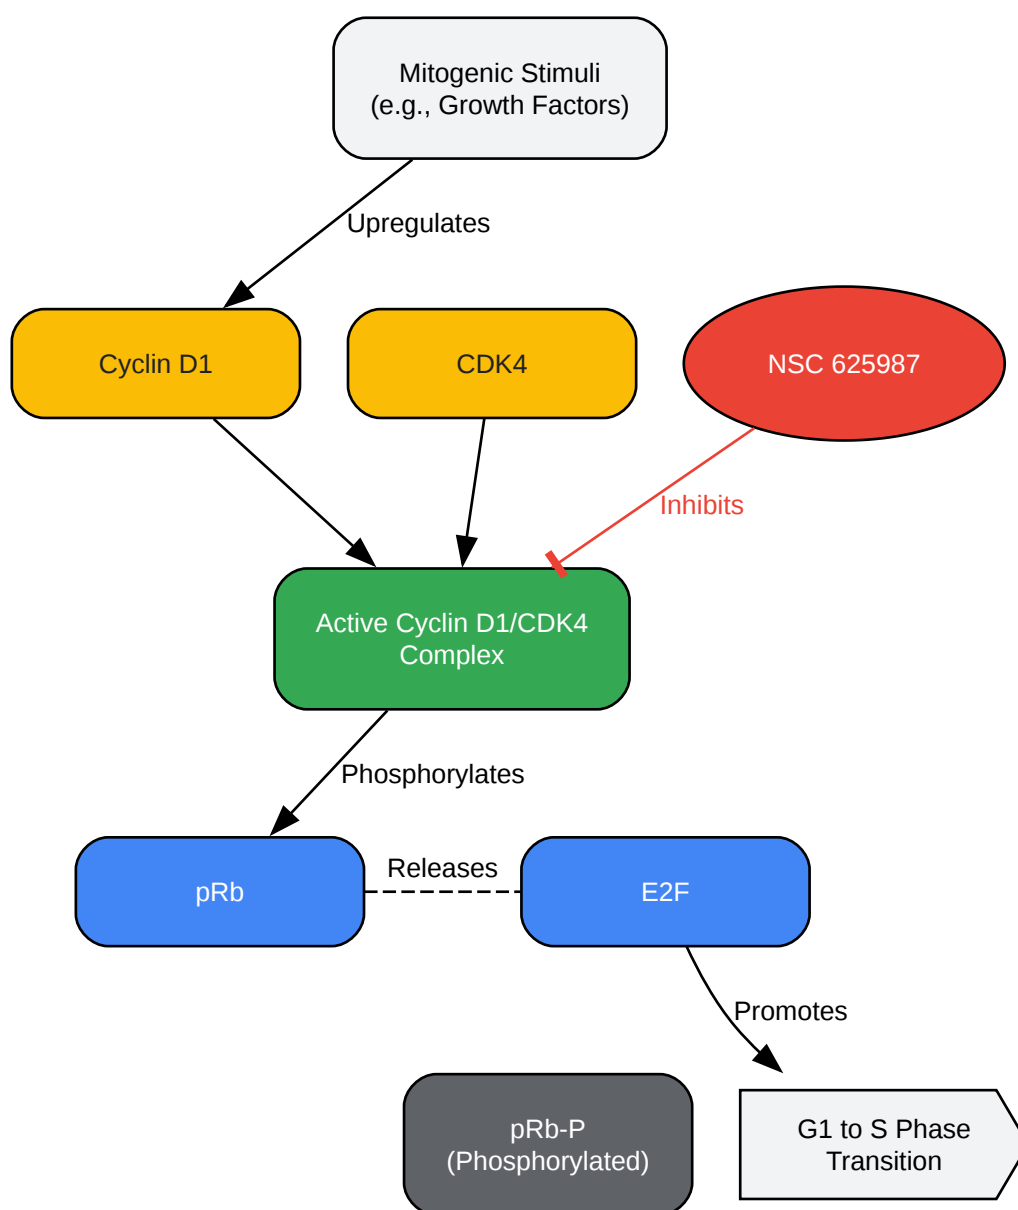 Mitogenic Stimuli
(e.g., Growth Factors)
Upregulates
Cyclin D1
CDK4
NSC 625987
Inhibits
Active Cyclin D1/CDK4
Complex
Phosphorylates
pRb
Releases
E2F
Promotes
pRb-P
(Phosphorylated)
G1 to S Phase
Transition